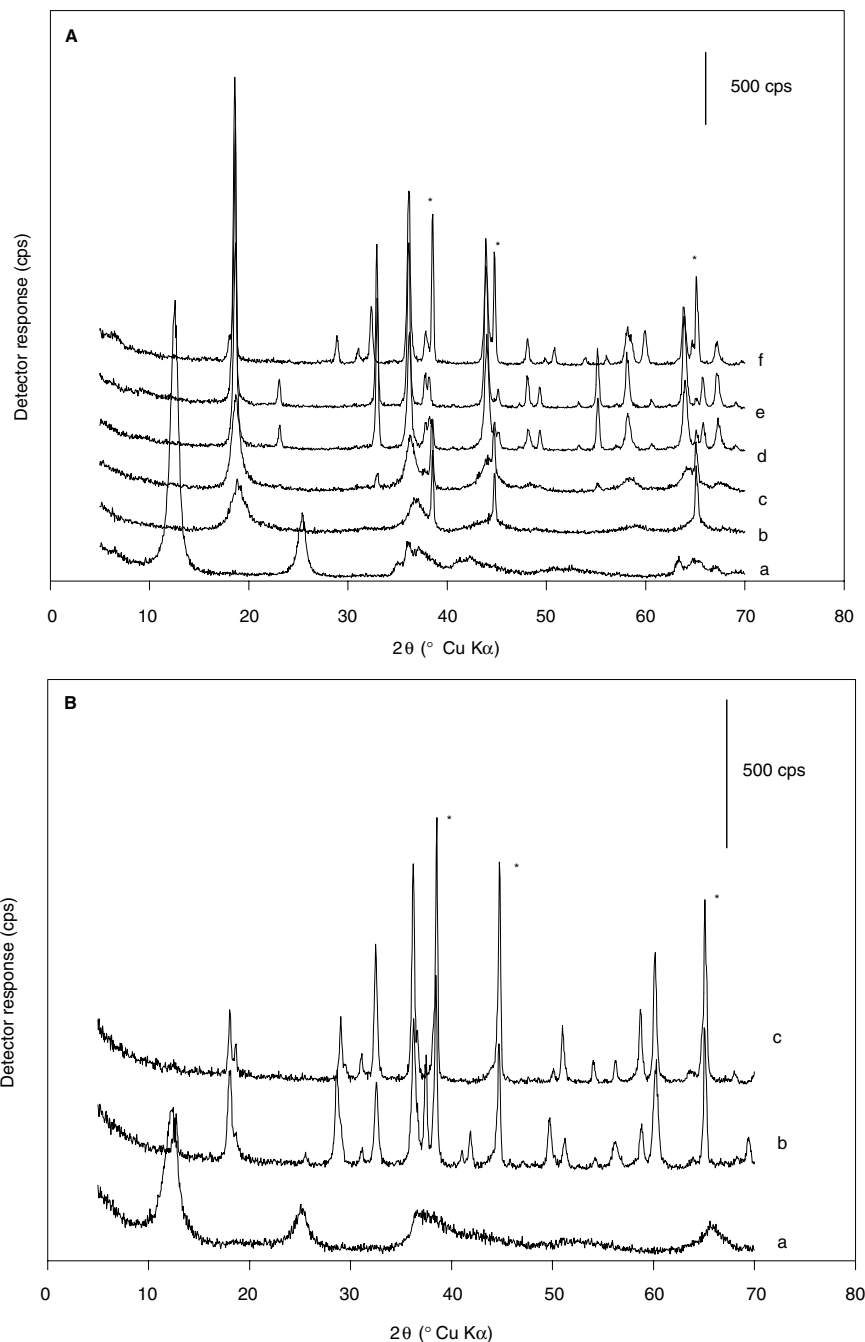 A
500 cps
*
*
*
f
e
d
c
b
a
Detector response (cps)
0 10 20 30 40 50 60 70 80
2θ (° Cu Kα)
B
500 cps
*
*
*
c
b
a
Detector response (cps)
0 10 20 30 40 50 60 70 80
2θ (° Cu Kα)